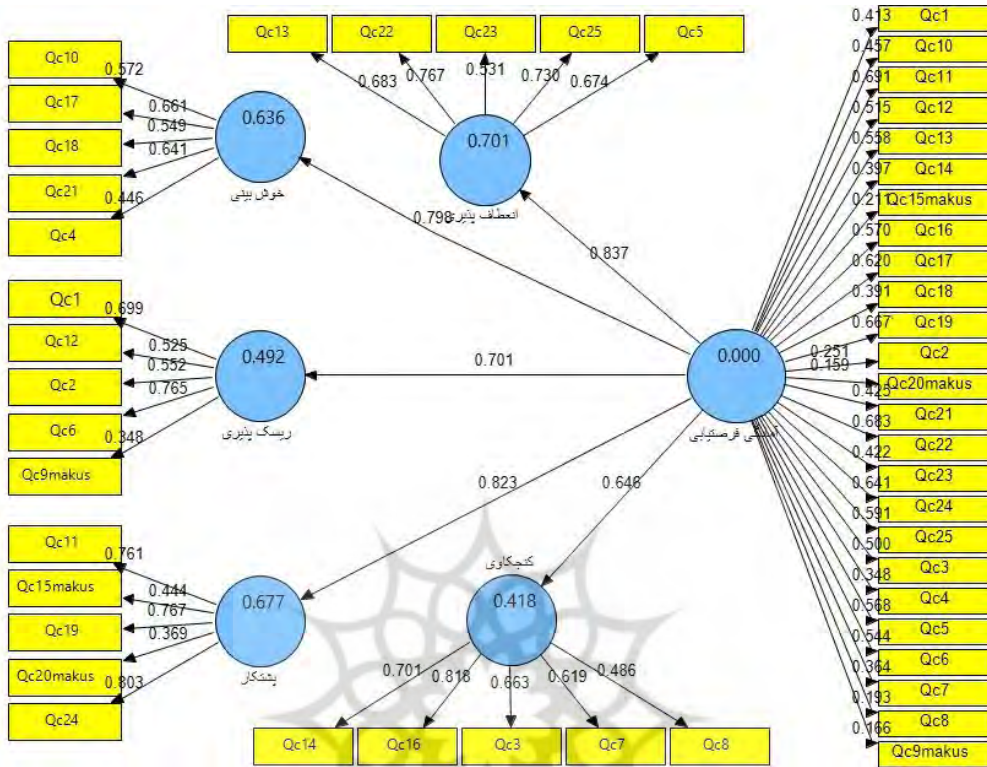 Qc13
Qc22
Qc23
Qc25
Qc5
0.683
0.767
0.531
0.730
0.674
0.701
انعطاف پذیری
0.837
Qc10
Qc17
Qc18
Qc21
Qc4
0.572
0.661
0.549
0.641
0.446
0.636
خوش بینی
0.798
Qc1
Qc12
Qc2
Qc6
Qc9makus
0.699
0.525
0.552
0.765
0.348
0.492
ریسک پذیری
0.701
Qc11
Qc15makus
Qc19
Qc20makus
Qc24
0.761
0.444
0.767
0.369
0.803
0.677
پشتکار
0.823
کنجکاوی
0.418
0.646
0.701
0.818
0.663
0.619
0.486
Qc14
Qc16
Qc3
Qc7
Qc8
0.000
آمادگی فرصتیابی
0.413
Qc1
0.457
Qc10
0.691
Qc11
0.515
Qc12
0.558
Qc13
0.397
Qc14
0.211
Qc15makus
0.570
Qc16
0.620
Qc17
0.391
Qc18
0.667
Qc19
0.251
Qc2
0.159
Qc20makus
0.425
Qc21
0.683
Qc22
0.422
Qc23
0.641
Qc24
0.591
Qc25
0.500
Qc3
0.348
Qc4
0.568
Qc5
0.544
Qc6
0.364
Qc7
0.193
Qc8
0.166
Qc9makus